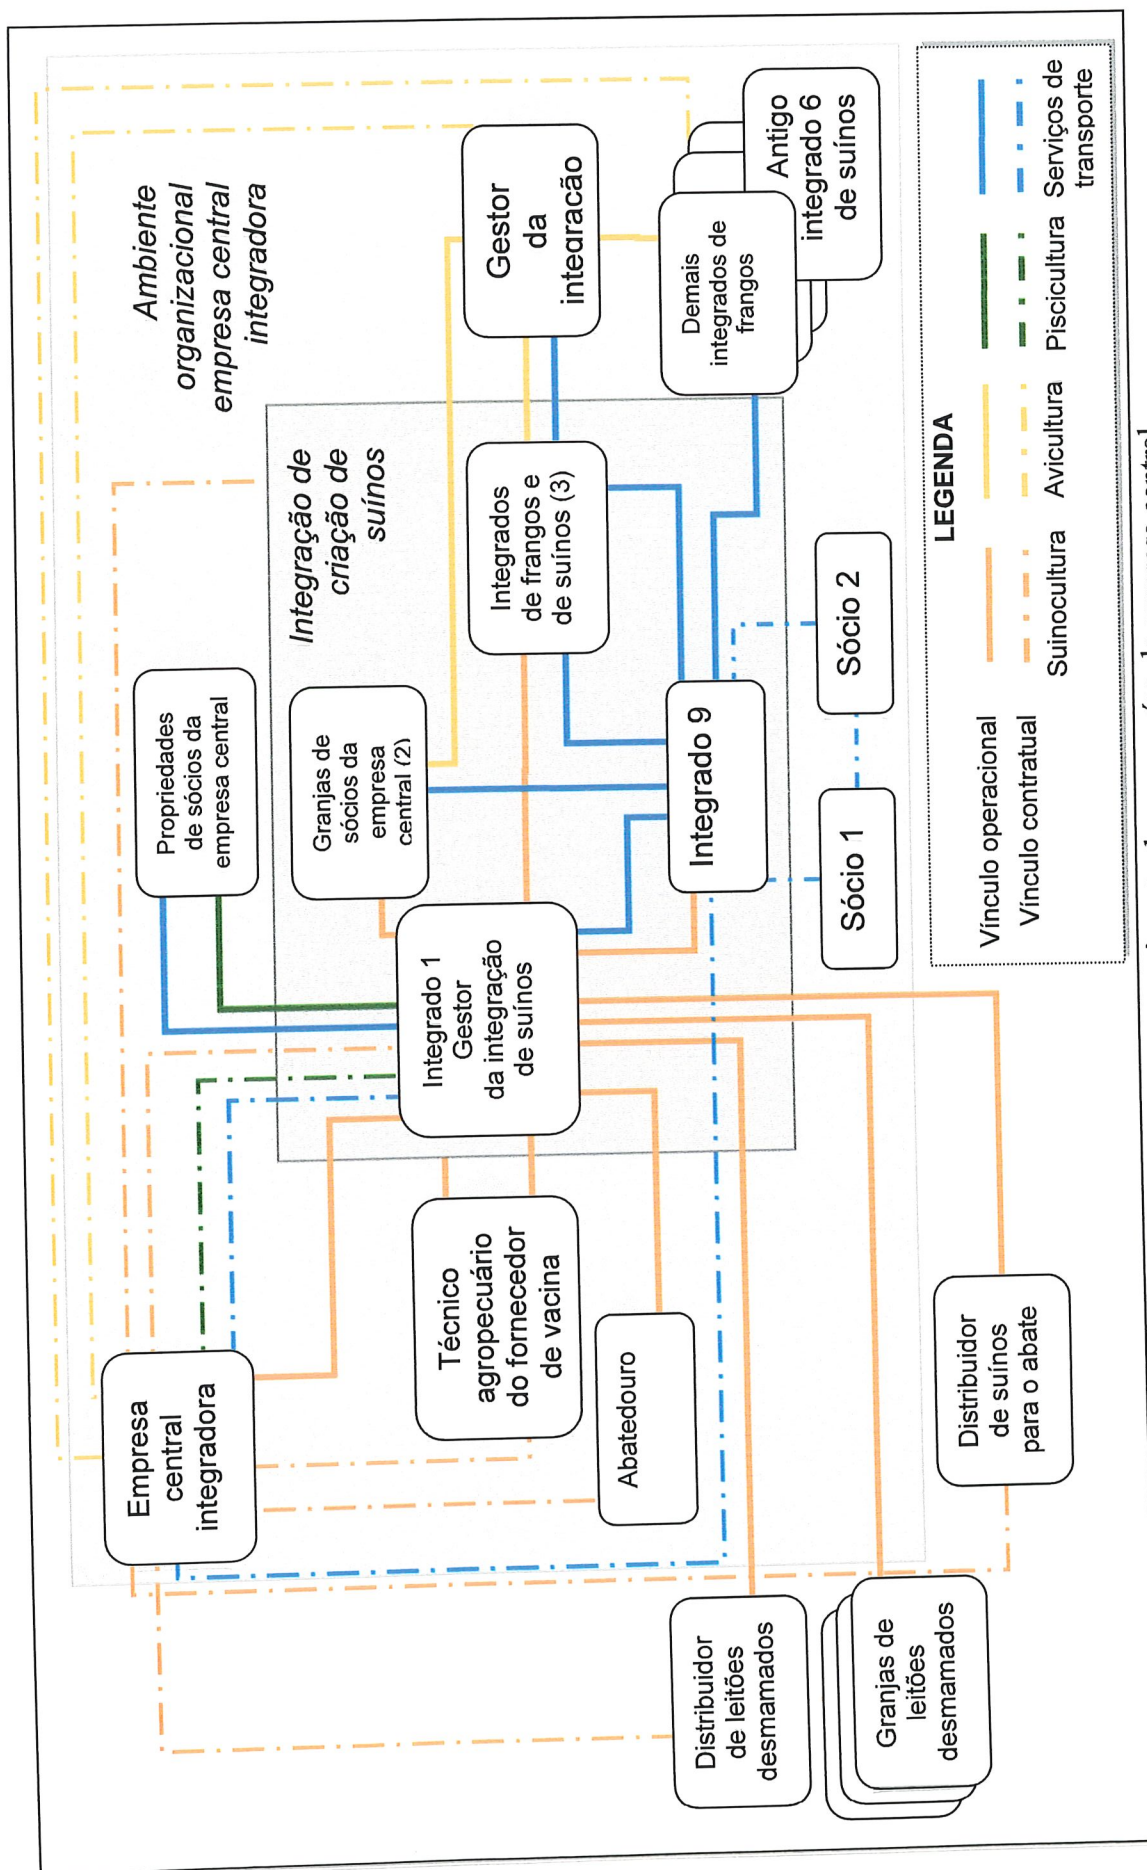 Ambiente
organizacional
empresa central
integradora
Propriedades
de sócios da
empresa central
Integração de
criação de
suínos
Empresa
central
integradora
Granjas de
sócios da
empresa
central (2)
Integrado 1
Gestor
da integração
de suínos
Integrados
de frangos e
de suínos (3)
Gestor
da
integração
Técnico
agropecuário
do fornecedor
de vacina
Abatedouro
Integrado 9
Demais
integrados de
frangos
Antigo
integrado 6
de suínos
Distribuidor
de leitões
desmamados
Granjas de
leitões
desmamados
Distribuidor
de suínos
para o abate
Sócio 1
Sócio 2
LEGENDA
Vínculo operacional
Vínculo contratual
Suinocultura
Avicultura
Piscicultura
Serviços de
transporte